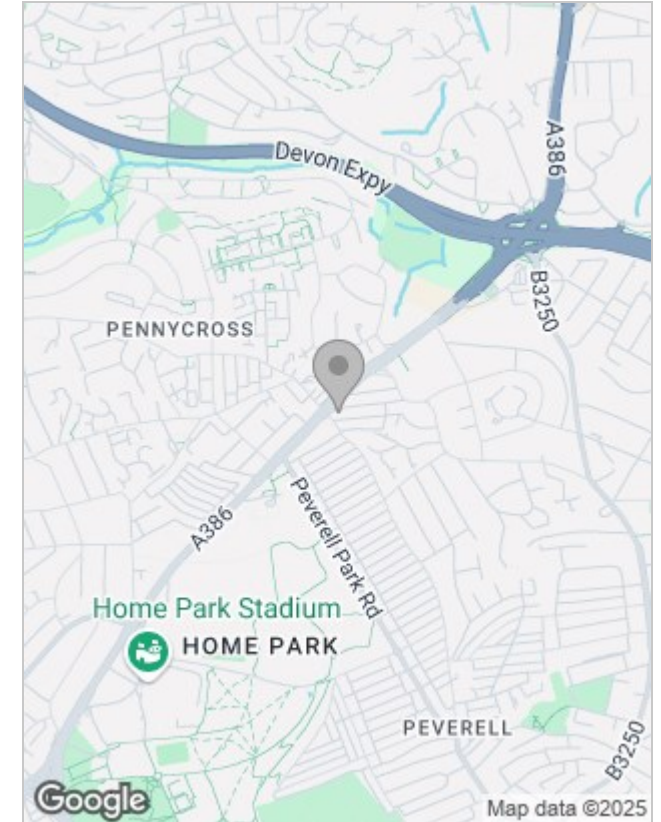 A386
Devon Expy
B3250
PENNYCROSS
A386
Peverell Park Rd
Home Park Stadium
HOME PARK
PEVERELL
B3250
Google
Map data ©2025